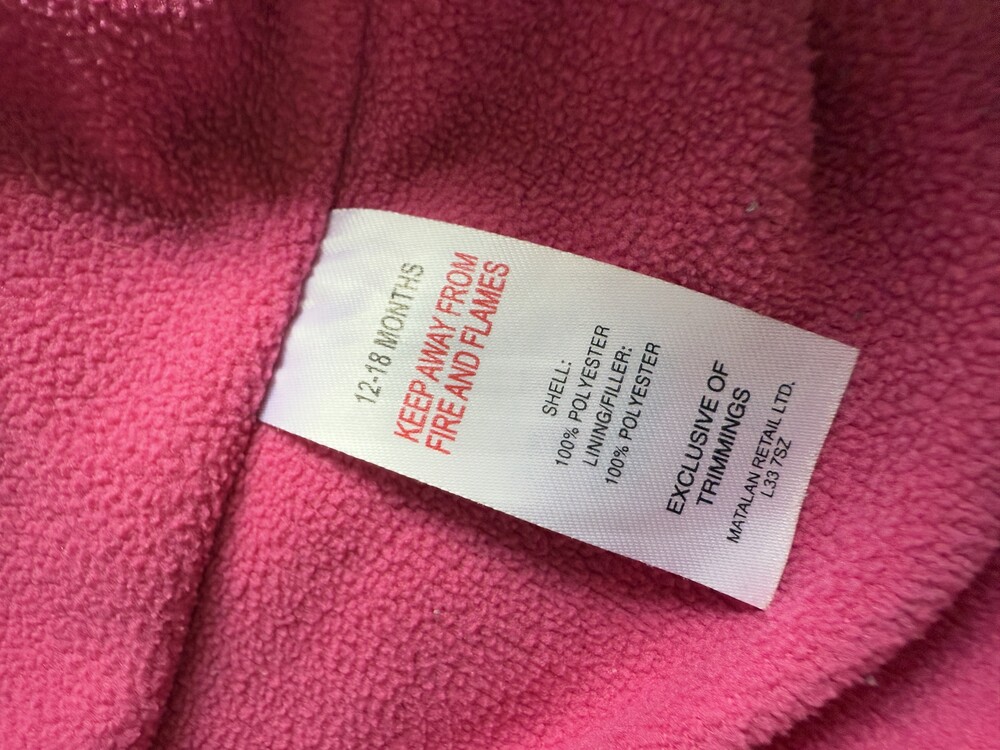 12-18 MONTHS
KEEP AWAY FROM
FIRE AND FLAMES
SHELL:
100% POLYESTER
LINING/FILLER:
100% POLYESTER
EXCLUSIVE OF
TRIMMINGS
MATALAN RETAIL LTD.
L33 7SZ